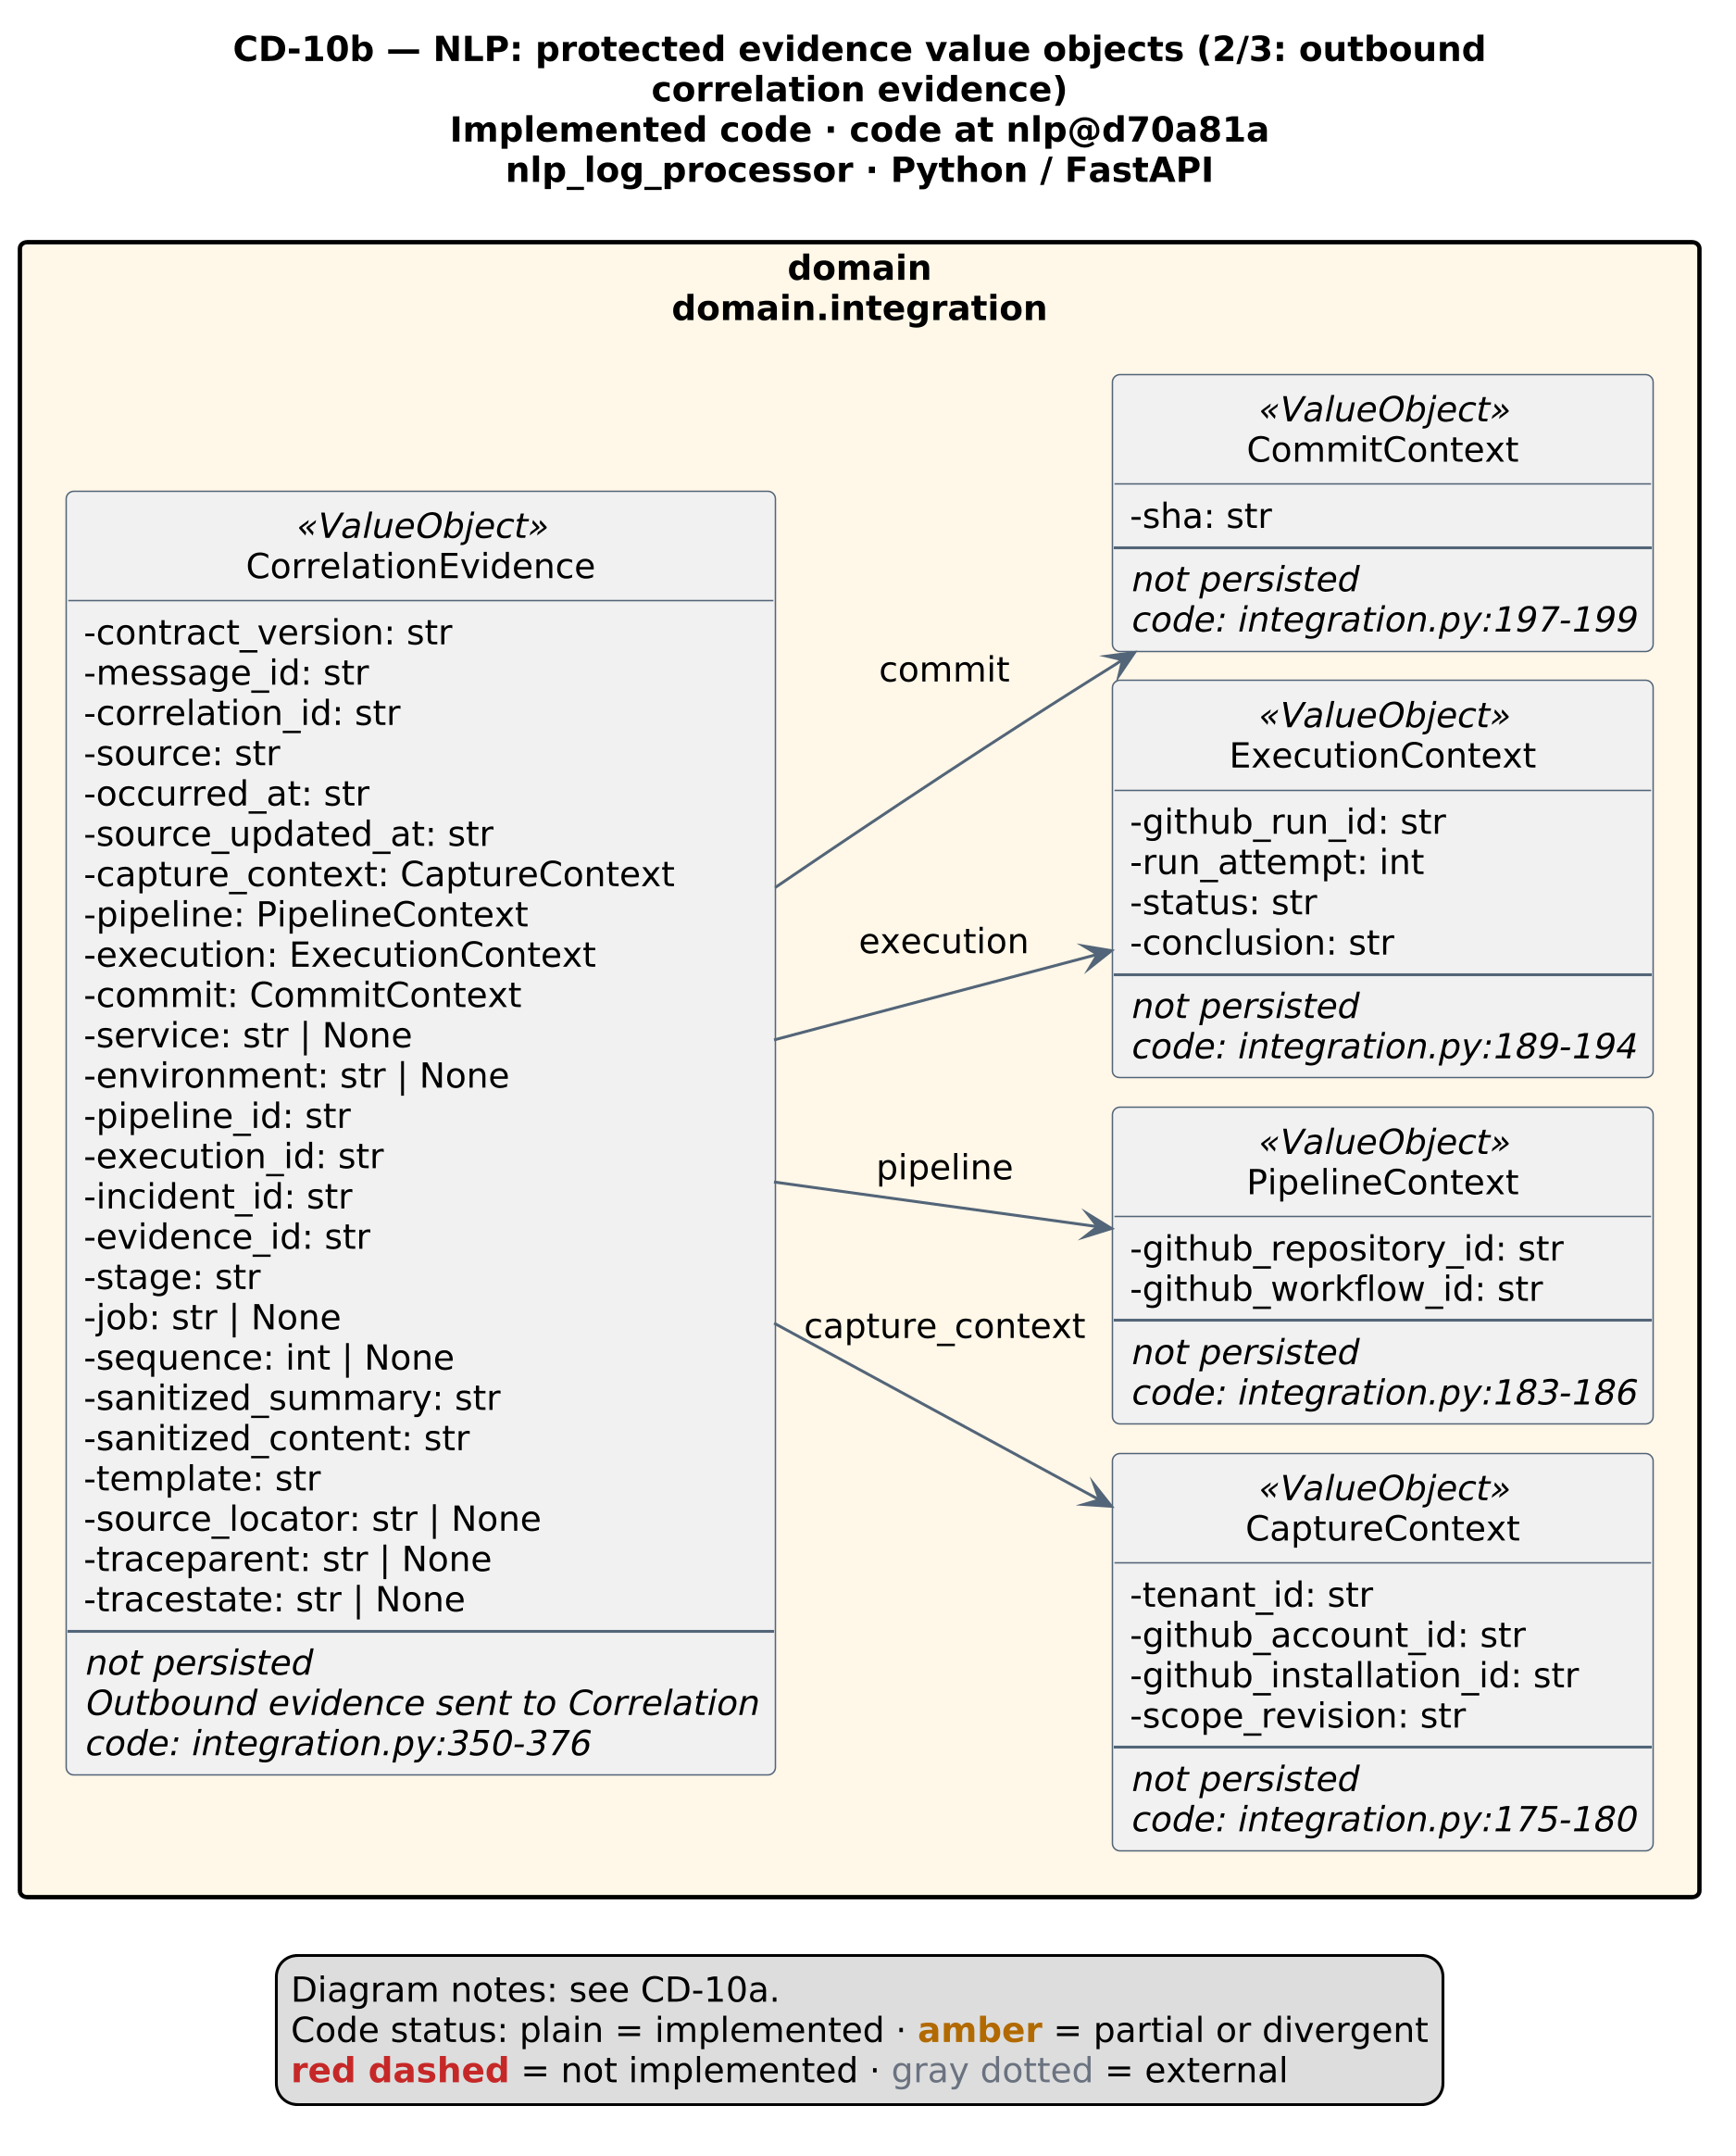 CD-10b — NLP: protected evidence value objects (2/3: outbound
correlation evidence)
Implemented code · code at nlp@d70a81a
nlp_log_processor · Python / FastAPI
domain
domain.integration
«ValueObject»
CorrelationEvidence
-contract_version: str
-message_id: str
-correlation_id: str
-source: str
-occurred_at: str
-source_updated_at: str
-capture_context: CaptureContext
-pipeline: PipelineContext
-execution: ExecutionContext
-commit: CommitContext
-service: str | None
-environment: str | None
-pipeline_id: str
-execution_id: str
-incident_id: str
-evidence_id: str
-stage: str
-job: str | None
-sequence: int | None
-sanitized_summary: str
-sanitized_content: str
-template: str
-source_locator: str | None
-traceparent: str | None
-tracestate: str | None
not persisted
Outbound evidence sent to Correlation
code: integration.py:350-376
commit
execution
pipeline
capture_context
«ValueObject»
CommitContext
-sha: str
not persisted
code: integration.py:197-199
«ValueObject»
ExecutionContext
-github_run_id: str
-run_attempt: int
-status: str
-conclusion: str
not persisted
code: integration.py:189-194
«ValueObject»
PipelineContext
-github_repository_id: str
-github_workflow_id: str
not persisted
code: integration.py:183-186
«ValueObject»
CaptureContext
-tenant_id: str
-github_account_id: str
-github_installation_id: str
-scope_revision: str
not persisted
code: integration.py:175-180
Diagram notes: see CD-10a.
Code status: plain = implemented · amber = partial or divergent
red dashed = not implemented · gray dotted = external